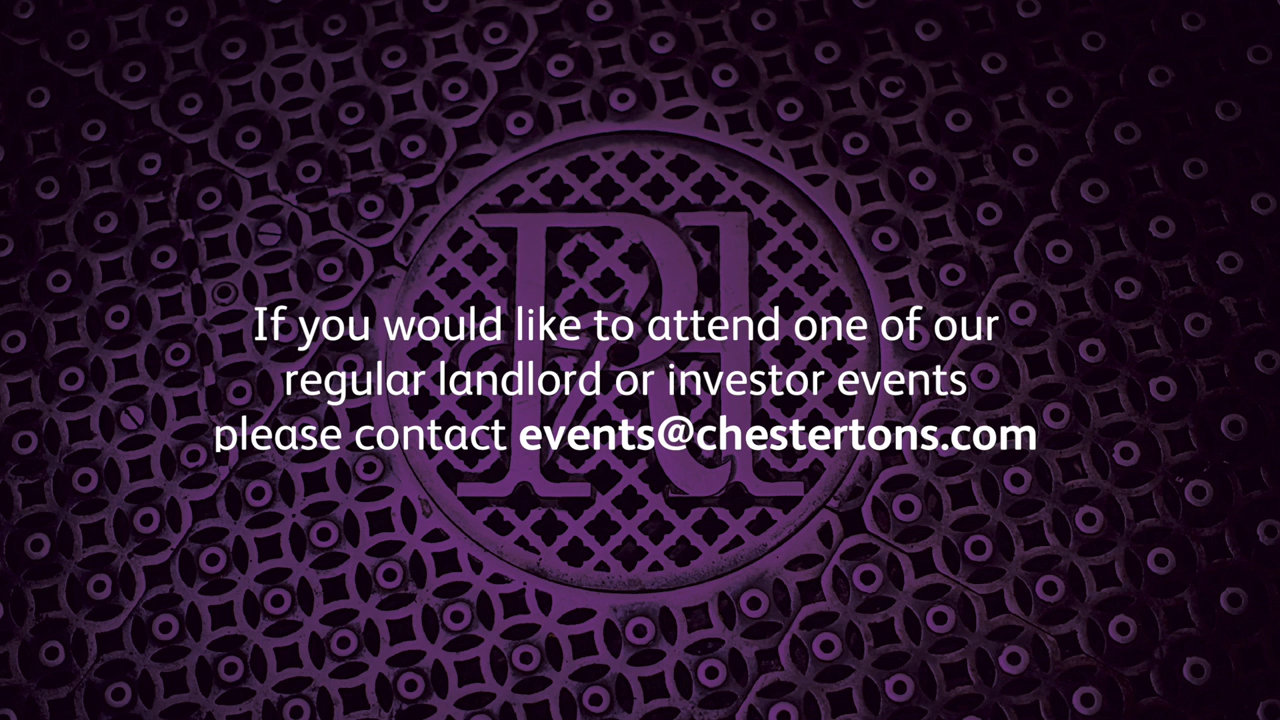 If you would like to attend one of our
regular landlord or investor events
please contact events@chestertons.com